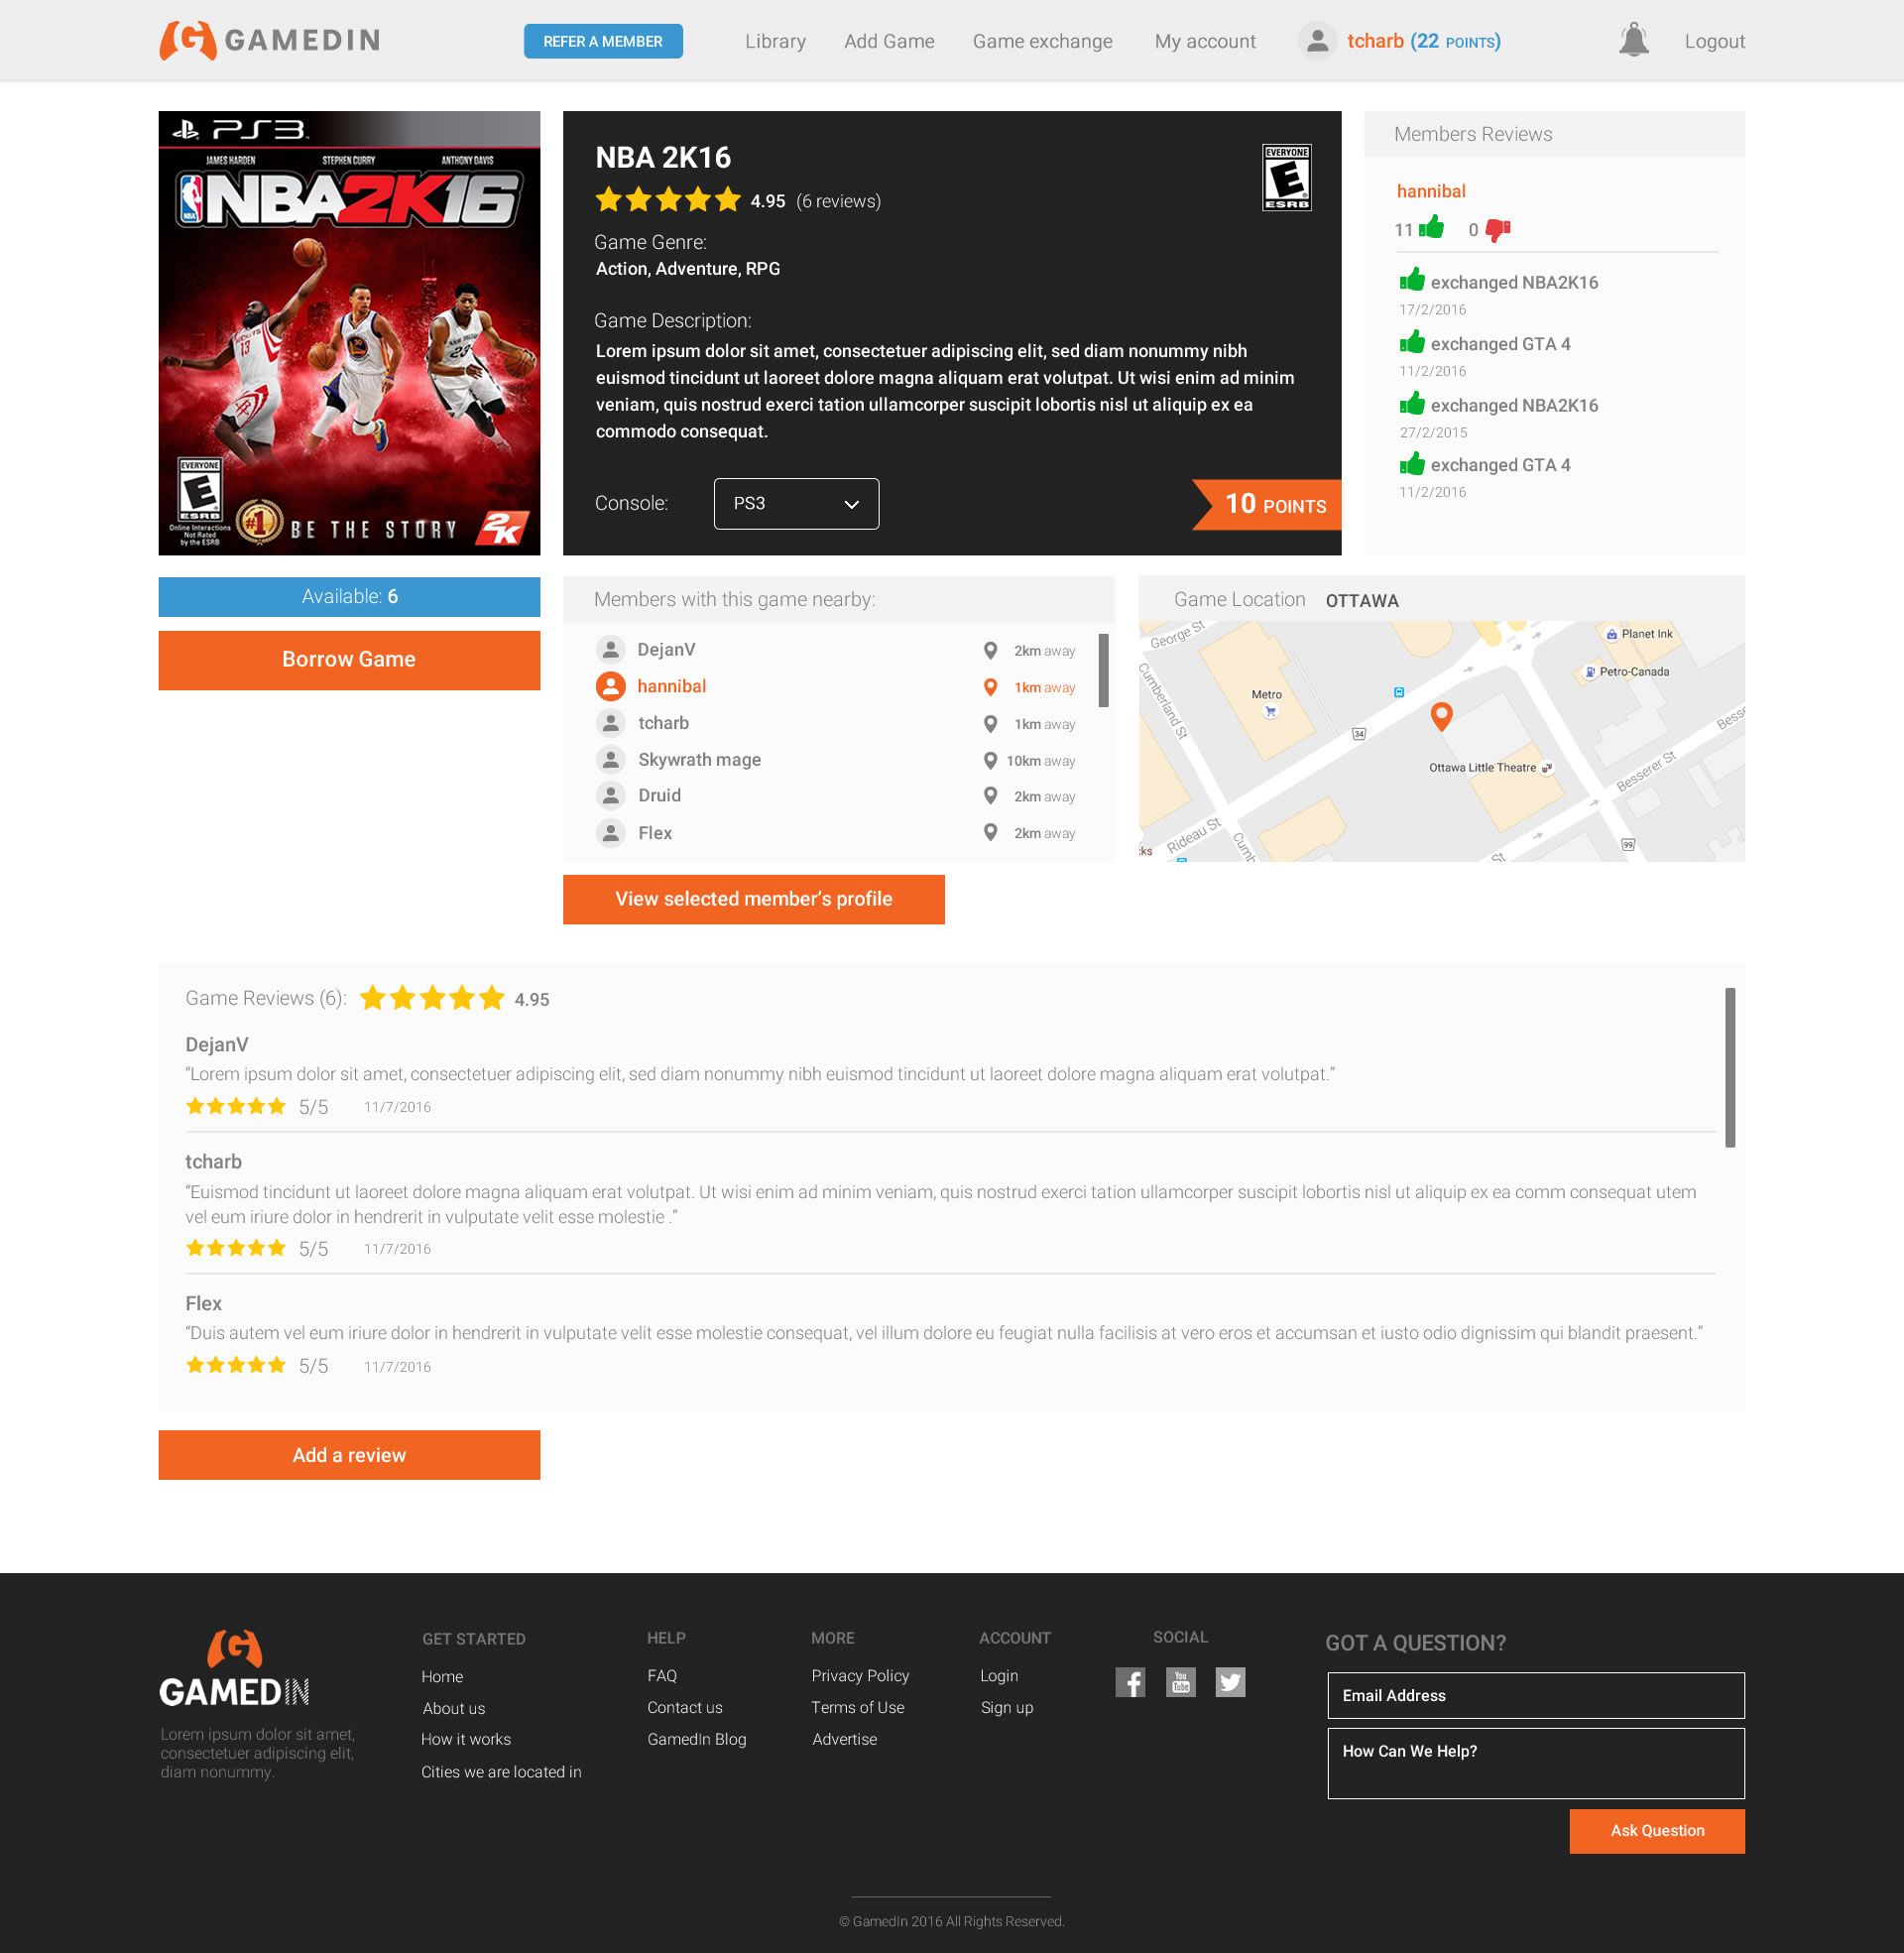 GAMEDIN
REFER A MEMBER
Library
Add Game
Game exchange
My account
tcharb (22 POINTS)
Logout
PS3
JAMES HARDEN
STEPHEN CURRY
ANTHONY DAVIS
NBA 2K16
EVERYONE
E
ESRB
Online Interactions
Not Rated
by the ESRB
#1
BE THE STORY
2K
NBA 2K16
4.95 (6 reviews)
EVERYONE
E
ESRB
Game Genre:
Action, Adventure, RPG
Game Description:
Lorem ipsum dolor sit amet, consectetuer adipiscing elit, sed diam nonummy nibh
euismod tincidunt ut laoreet dolore magna aliquam erat volutpat. Ut wisi enim ad minim
veniam, quis nostrud exerci tation ullamcorper suscipit lobortis nisl ut aliquip ex ea
commodo consequat.
Console:
PS3
10 POINTS
Members Reviews
hannibal
11
0
exchanged NBA2K16
17/2/2016
exchanged GTA 4
11/2/2016
exchanged NBA2K16
27/2/2015
exchanged GTA 4
11/2/2016
Available: 6
Borrow Game
Members with this game nearby:
DejanV 2km away
hannibal 1km away
tcharb 1km away
Skywrath mage 10km away
Druid 2km away
Flex 2km away
View selected member’s profile
Game Location OTTAWA
George St
Planet Ink
Petro-Canada
Cumberland St
Metro
34
Ottawa Little Theatre
Besserer St
Rideau St
99
St
Game Reviews (6): 4.95
DejanV
“Lorem ipsum dolor sit amet, consectetuer adipiscing elit, sed diam nonummy nibh euismod tincidunt ut laoreet dolore magna aliquam erat volutpat.”
5/5 11/7/2016
tcharb
“Euismod tincidunt ut laoreet dolore magna aliquam erat volutpat. Ut wisi enim ad minim veniam, quis nostrud exerci tation ullamcorper suscipit lobortis nisl ut aliquip ex ea comm consequat utem
vel eum iriure dolor in hendrerit in vulputate velit esse molestie .”
5/5 11/7/2016
Flex
“Duis autem vel eum iriure dolor in hendrerit in vulputate velit esse molestie consequat, vel illum dolore eu feugiat nulla facilisis at vero eros et accumsan et iusto odio dignissim qui blandit praesent.”
5/5 11/7/2016
Add a review
GAMEDIN
Lorem ipsum dolor sit amet,
consectetuer adipiscing elit,
diam nonummy.
GET STARTED
Home
About us
How it works
Cities we are located in
HELP
FAQ
Contact us
GamedIn Blog
MORE
Privacy Policy
Terms of Use
Advertise
ACCOUNT
Login
Sign up
SOCIAL
You
Tube
GOT A QUESTION?
Email Address
How Can We Help?
Ask Question
© GamedIn 2016 All Rights Reserved.